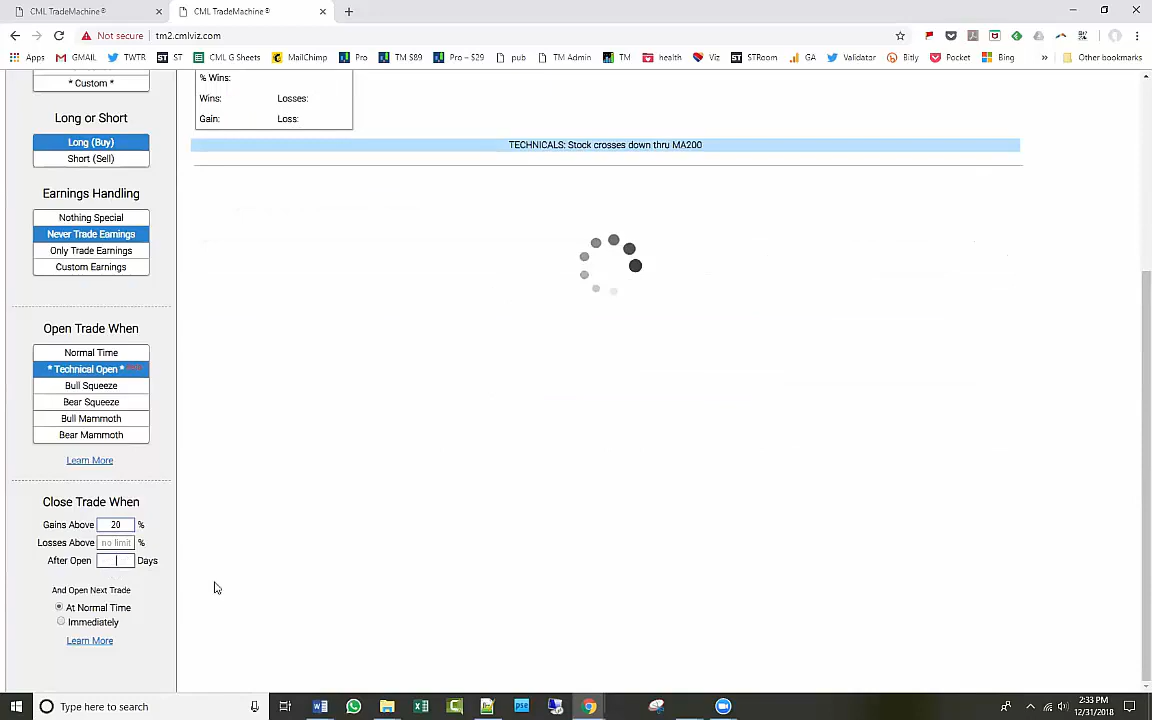 CML TradeMachine®
CML TradeMachine®
Not secure
tm2.cmlviz.com
Apps
GMAIL
TWTR
ST
ST
CML G Sheets
MailChimp
Pro
TM $89
Pro – $29
pub
TM Admin
TM
health
Viz
ST
STRoom
GA
Validator
Blogs
Bitly
Pocket
Bing
»
Other bookmarks
* Custom *
Long or Short
Long (Buy)
Short (Sell)
Earnings Handling
Nothing Special
Never Trade Earnings
Only Trade Earnings
Custom Earnings
Open Trade When
Normal Time
* Technical Open *
Bull Squeeze
Bear Squeeze
Bull Mammoth
Bear Mammoth
Learn More
Close Trade When
Gains Above 20 %
Losses Above no limit %
After Open Days
And Open Next Trade
At Normal Time
Immediately
Learn More
% Wins:
Wins: Losses:
Gain: Loss:
TECHNICALS: Stock crosses down thru MA200
Type here to search
pse
2:33 PM
12/31/2018